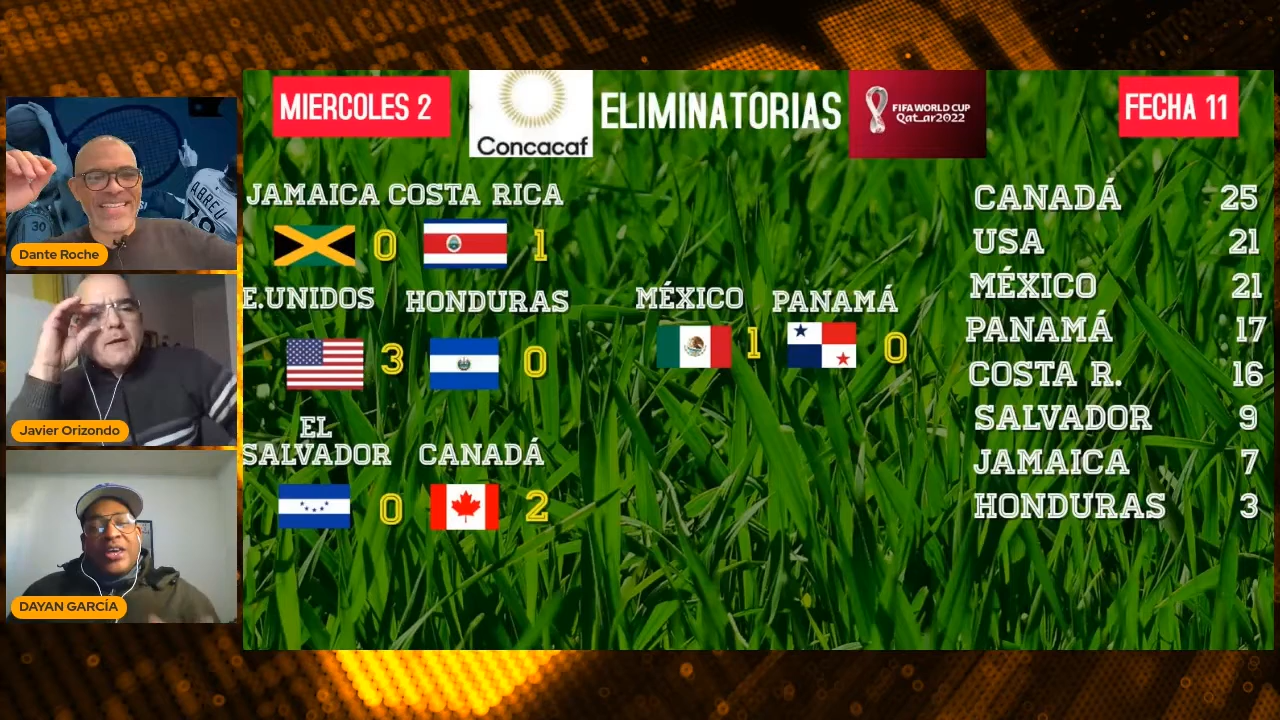 MIERCOLES 2
Concacaf
ELIMINATORIAS
FIFA WORLD CUP
Qatar2022
FECHA 11
JAMAICA COSTA RICA
0 1
E.UNIDOS HONDURAS
3 0
MÉXICO PANAMÁ
1 0
EL
SALVADOR CANADÁ
0 2
CANADÁ 25
USA 21
MÉXICO 21
PANAMÁ 17
COSTA R. 16
SALVADOR 9
JAMAICA 7
HONDURAS 3
ABREU
30
Dante Roche
Javier Orizondo
DAYAN GARCÍA